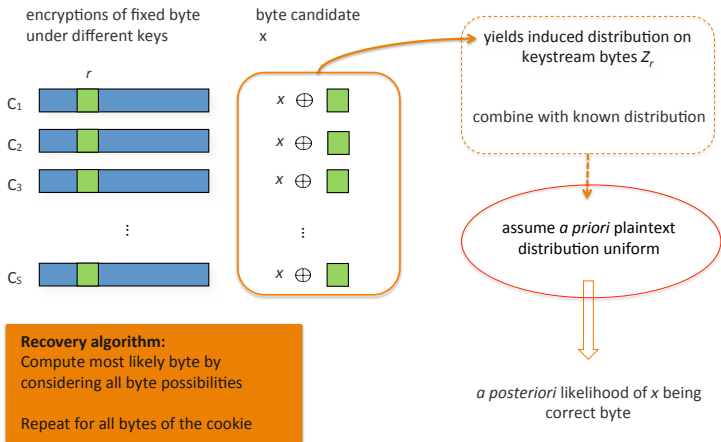 encryptions of fixed byte
under different keys
byte candidate
x
r
C1
x ⊕
C2
x ⊕
C3
x ⊕
⋮
⋮
CS
x ⊕
yields induced distribution on
keystream bytes Zr
combine with known distribution
assume a priori plaintext
distribution uniform
a posteriori likelihood of x being
correct byte
Recovery algorithm:
Compute most likely byte by
considering all byte possibilities
Repeat for all bytes of the cookie